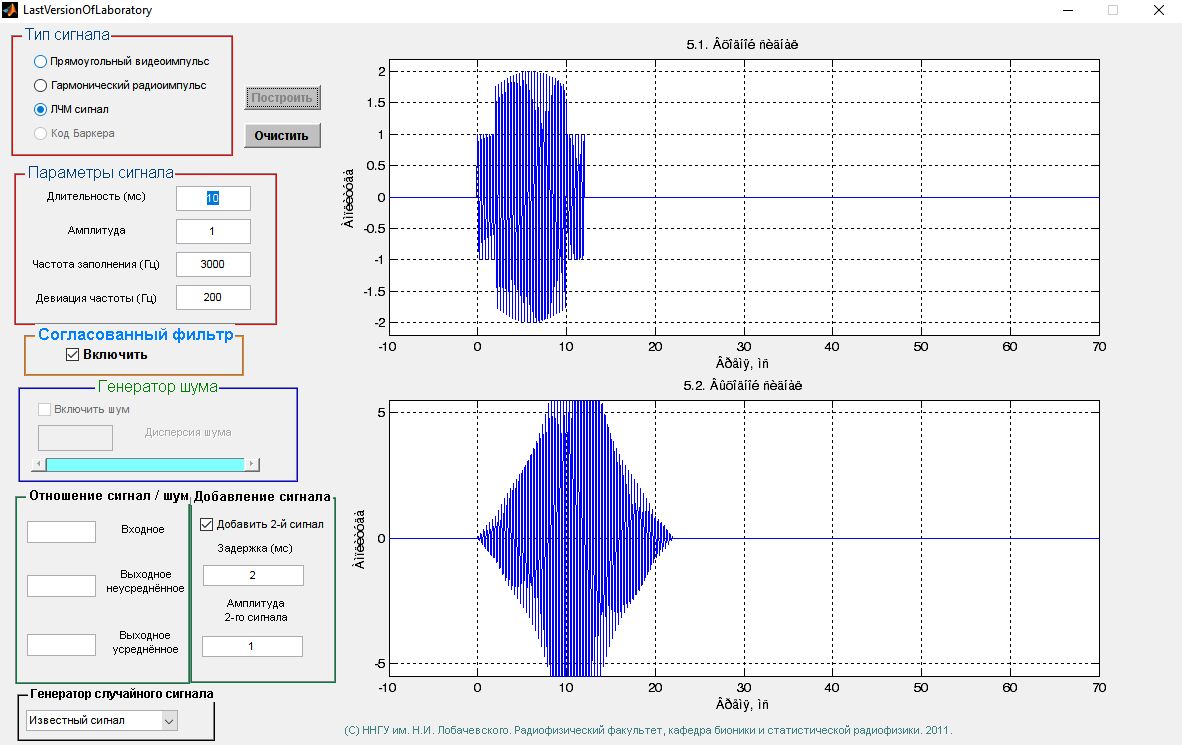 LastVersionOfLaboratory
Тип сигнала
Прямоугольный видеоимпульс
Гармонический радиоимпульс
ЛЧМ сигнал
Код Баркера
Построить
Очистить
Параметры сигнала
Длительность (мс)
10
Амплитуда
1
Частота заполнения (Гц)
3000
Девиация частоты (Гц)
200
Согласованный фильтр
Включить
Генератор шума
Включить шум
Дисперсия шума
Отношение сигнал / шум
Входное
Выходное
неусреднённое
Выходное
усреднённое
Добавление сигнала
Добавить 2-й сигнал
Задержка (мс)
2
Амплитуда
2-го сигнала
1
Генератор случайного сигнала
Известный сигнал
5.1. Âõîäíîé ñèãíàë
2
1.5
1
0.5
0
-0.5
-1
-1.5
-2
Àìïëèòóäà
-10 0 10 20 30 40 50 60 70
Âðåìÿ, ìñ
5.2. Âûõîäíîé ñèãíàë
5
0
-5
Àìïëèòóäà
-10 0 10 20 30 40 50 60 70
Âðåìÿ, ìñ
(С) ННГУ им. Н.И. Лобачевского. Радиофизический факультет, кафедра бионики и статистической радиофизики. 2011.